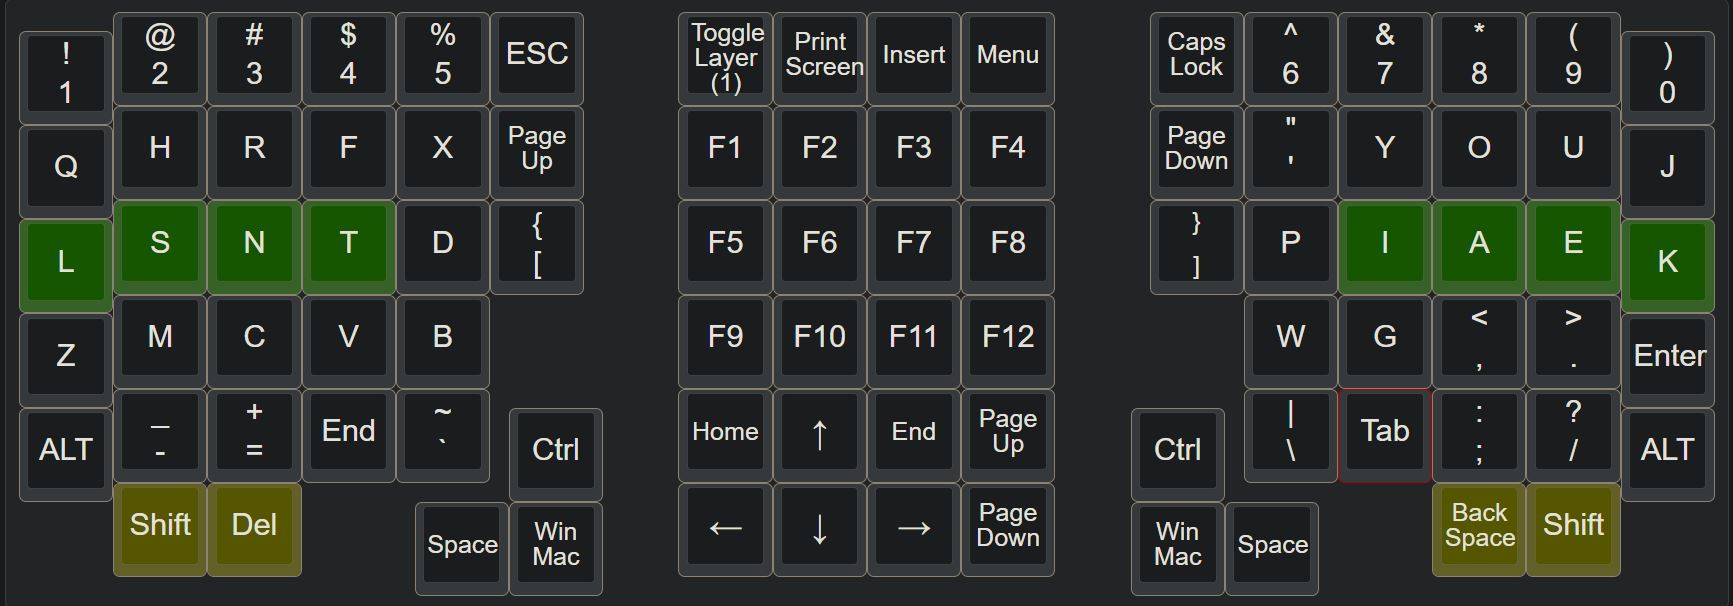 ! @ # $ % ESC Toggle Layer (1) Print Screen Insert Menu Caps Lock ^ & * ( )
1 2 3 4 5 6 7 8 9 0
Q H R F X Page Up F1 F2 F3 F4 Page Down " ' Y O U J
L S N T D { [ F5 F6 F7 F8 } ] P I A E K
Z M C V B F9 F10 F11 F12 W G < , > . Enter
ALT _ - + = End ~ ` Ctrl Home ↑ End Page Up Ctrl | \ Tab : ; ? / ALT
Shift Del Space Win Mac ← ↓ → Page Down Win Mac Space Back Space Shift